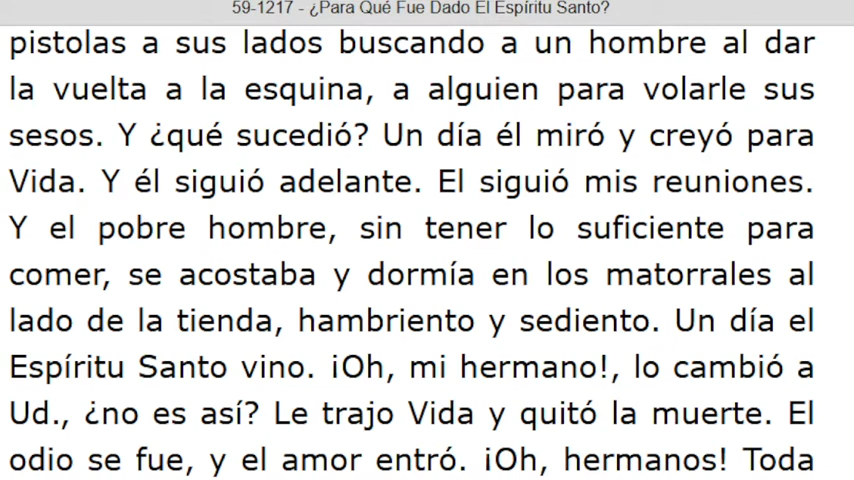 59-1217 - ¿Para Qué Fue Dado El Espíritu Santo?
pistolas a sus lados buscando a un hombre al dar
la vuelta a la esquina, a alguien para volarle sus
sesos. Y ¿qué sucedió? Un día él miró y creyó para
Vida. Y él siguió adelante. El siguió mis reuniones.
Y el pobre hombre, sin tener lo suficiente para
comer, se acostaba y dormía en los matorrales al
lado de la tienda, hambriento y sediento. Un día el
Espíritu Santo vino. ¡Oh, mi hermano!, lo cambió a
Ud., ¿no es así? Le trajo Vida y quitó la muerte. El
odio se fue, y el amor entró. ¡Oh, hermanos! Toda